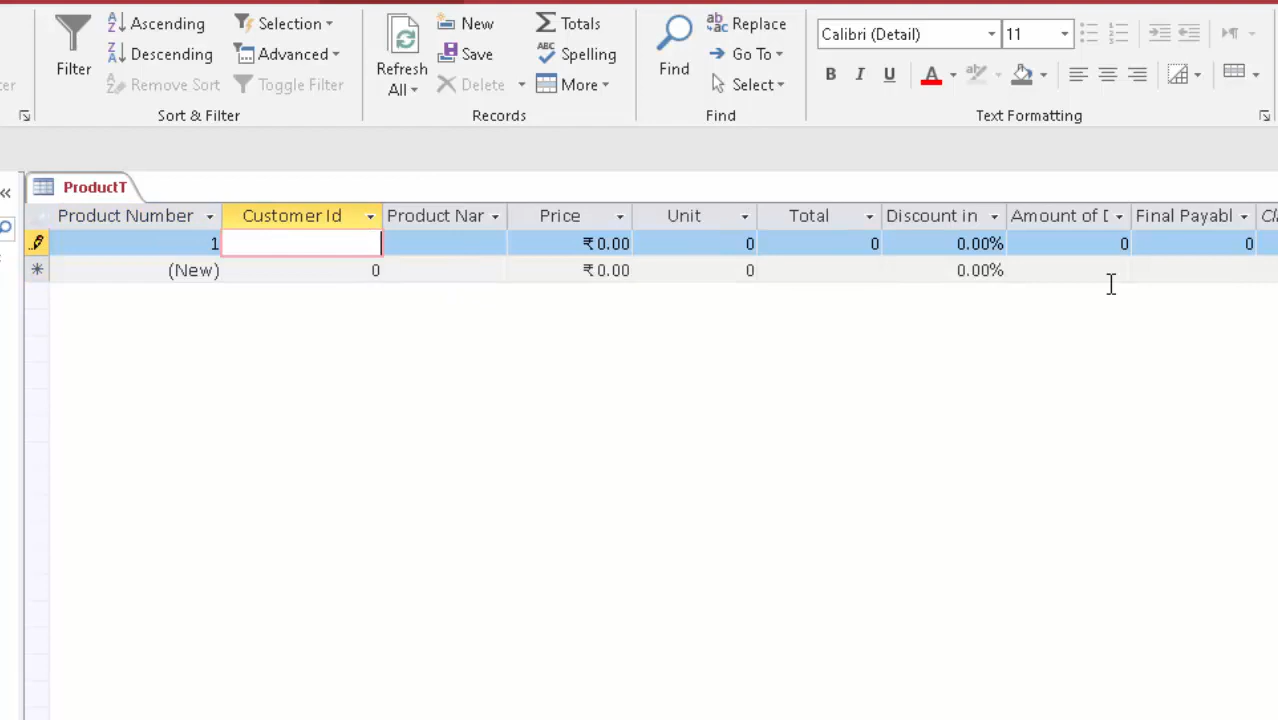 Ascending
Selection
New
Totals
Replace
Calibri (Detail)
11
Descending
Advanced
Save
ABC
Spelling
Go To
Filter
Refresh
All
Find
B I U A
Remove Sort
Toggle Filter
Delete
More
Select
Sort & Filter
Records
Find
Text Formatting
ProductT
Product Number
Customer Id
Product Nar
Price
Unit
Total
Discount in
Amount of D
Final Payabl
1
₹ 0.00
0
0
0.00%
0
0
(New)
0
₹ 0.00
0
0.00%